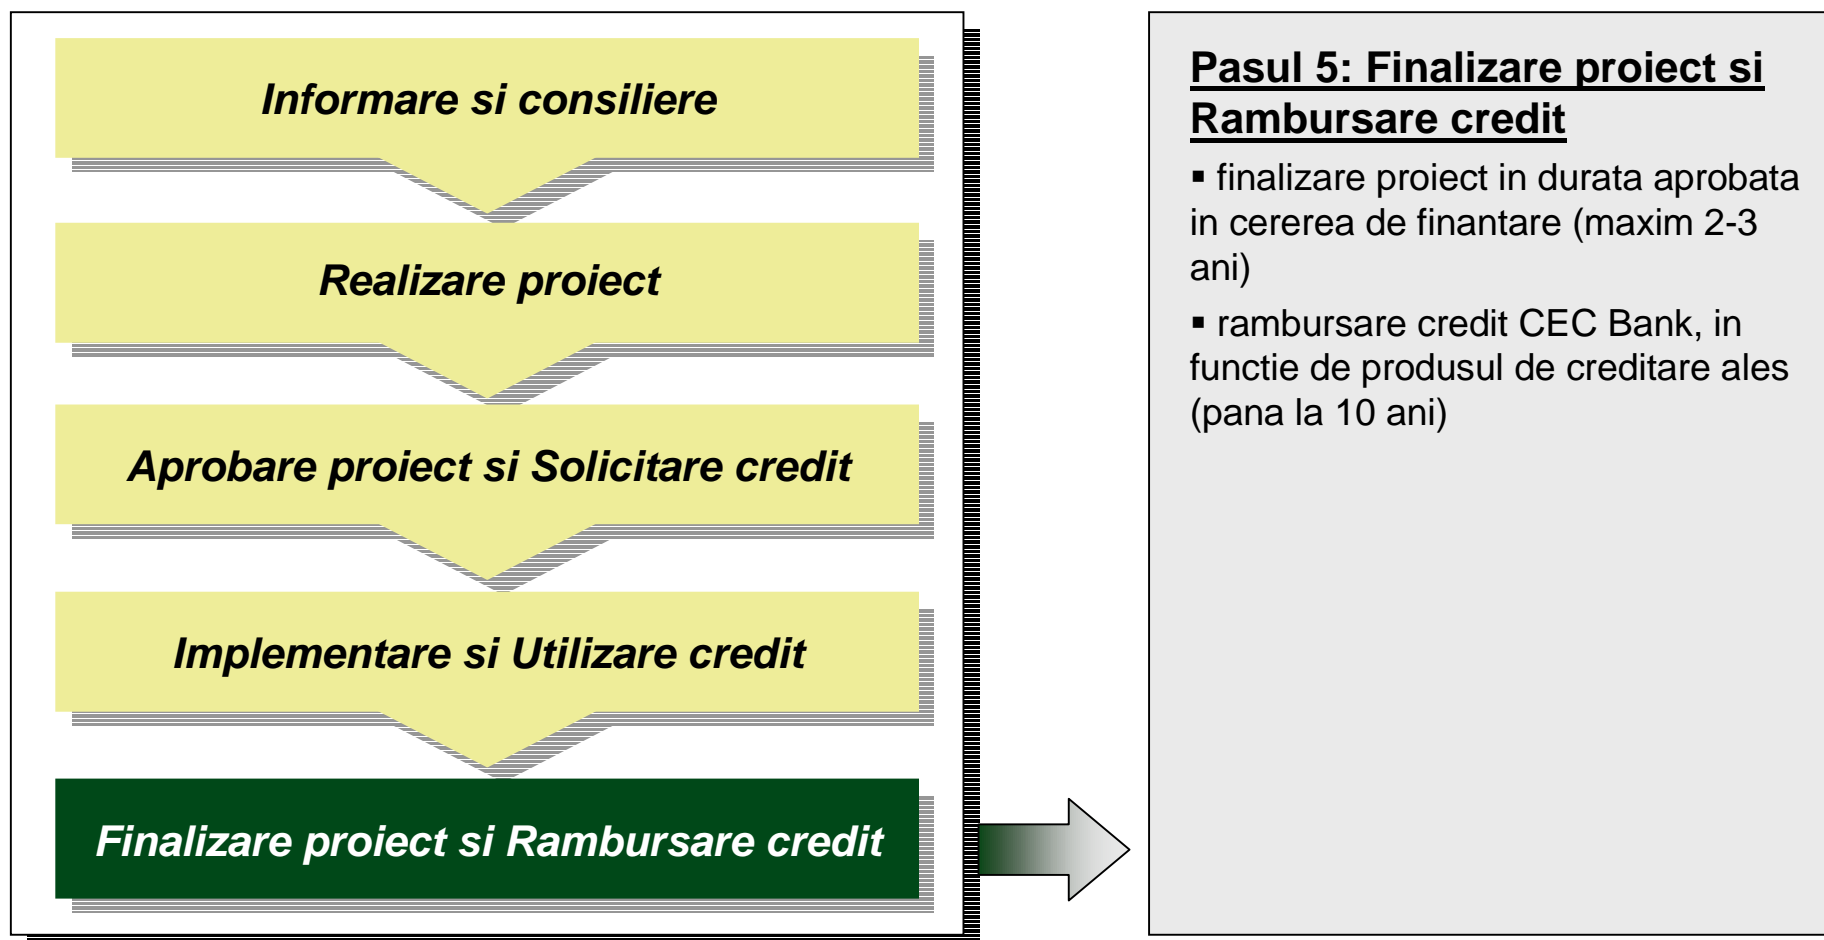 Informare si consiliere
Realizare proiect
Aprobare proiect si Solicitare credit
Implementare si Utilizare credit
Finalizare proiect si Rambursare credit
Pasul 5: Finalizare proiect si
Rambursare credit
▪ finalizare proiect in durata aprobata
in cererea de finantare (maxim 2-3
ani)
▪ rambursare credit CEC Bank, in
functie de produsul de creditare ales
(pana la 10 ani)